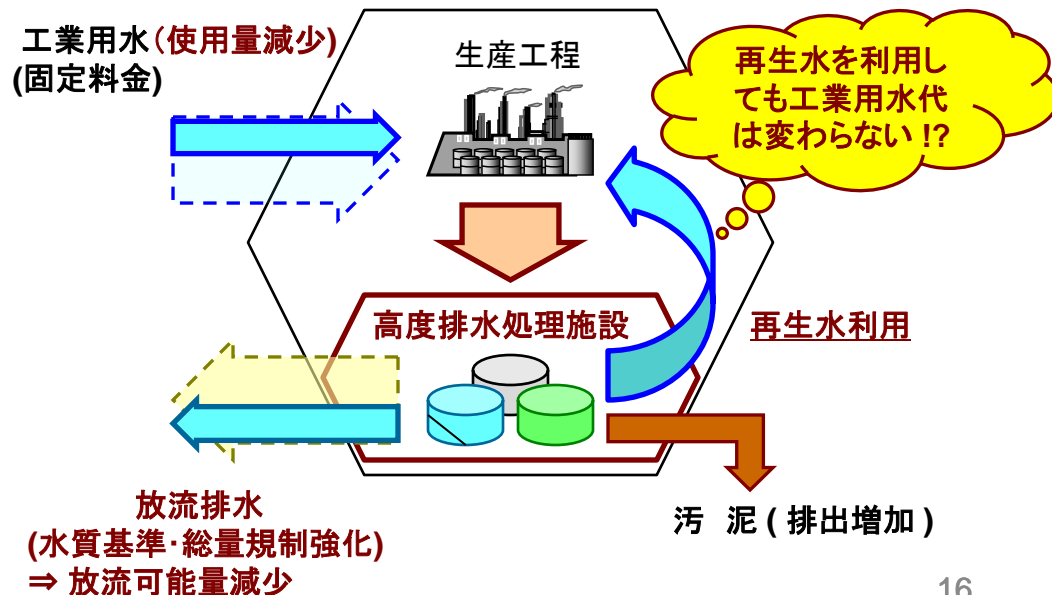 工業用水(使用量減少)
(固定料金)
生産工程
再生水を利用し
ても工業用水代
は変わらない !?
高度排水処理施設
再生水利用
放流排水
(水質基準・総量規制強化)
⇒ 放流可能量減少
汚 泥 ( 排出増加 )
16